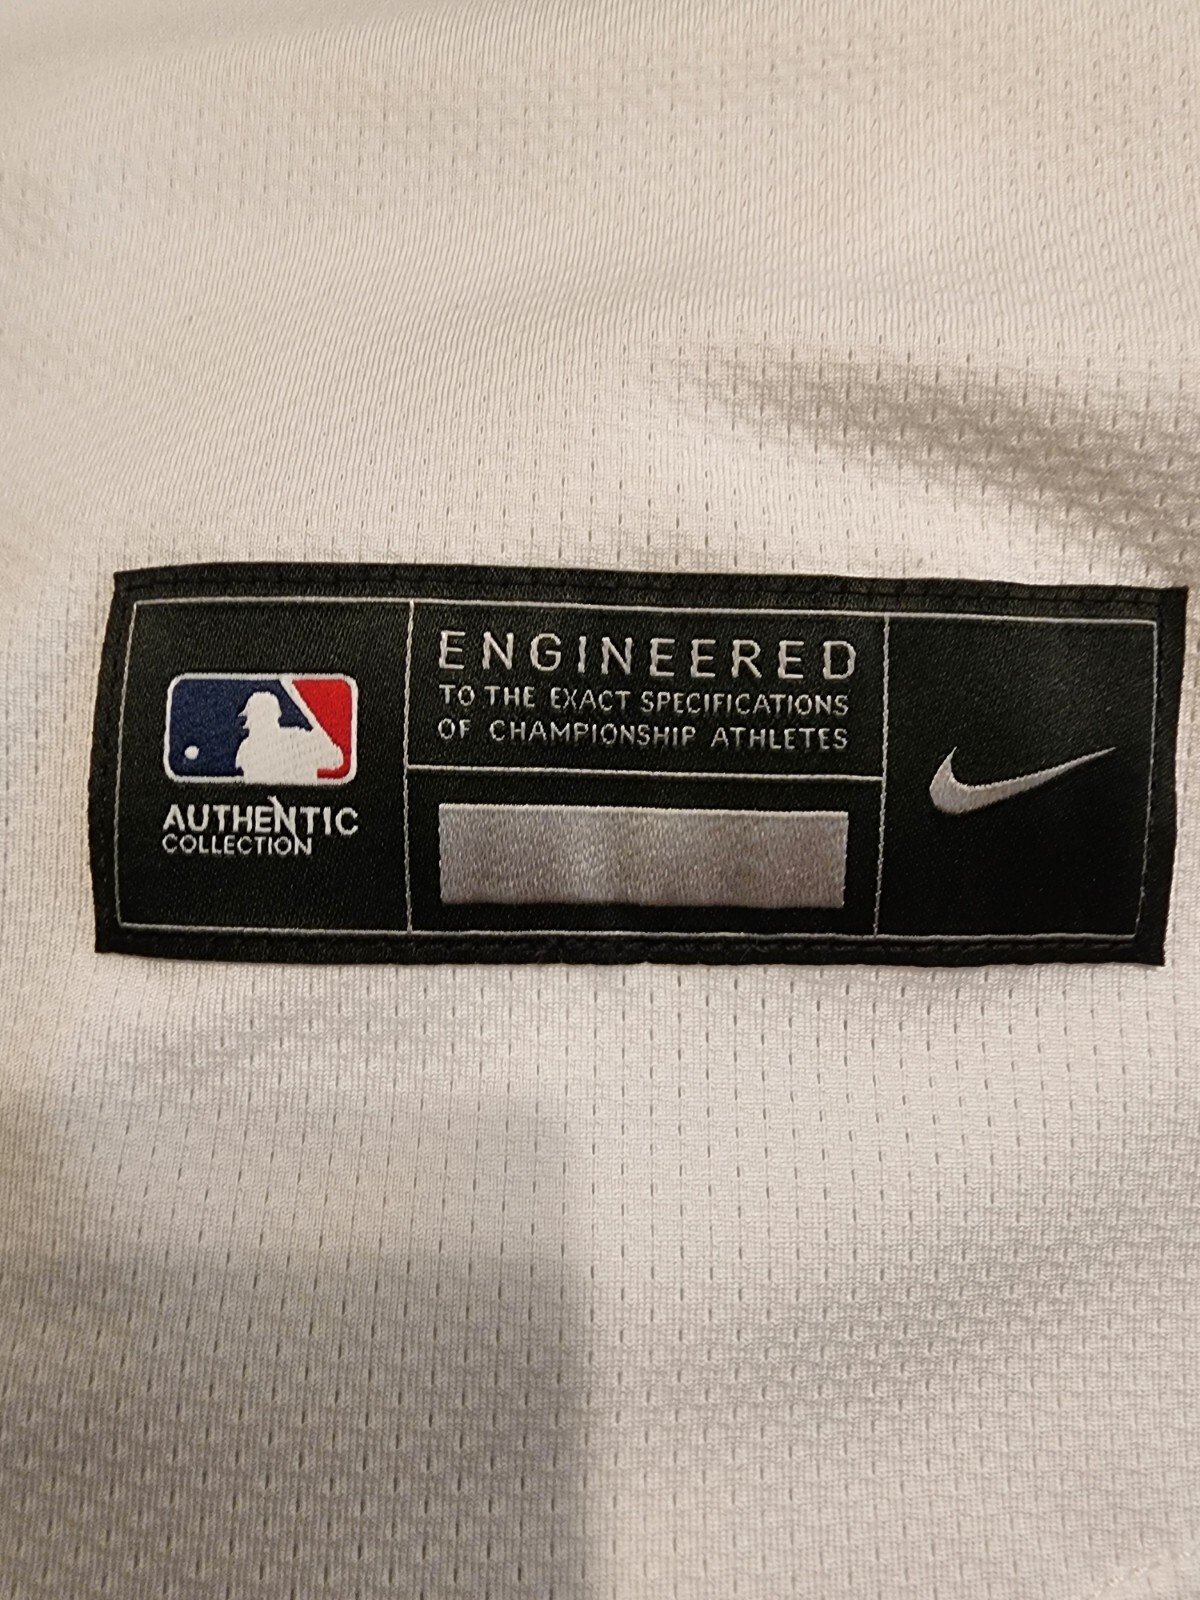 ENGINEERED
TO THE EXACT SPECIFICATIONS
OF CHAMPIONSHIP ATHLETES
AUTHENTIC
COLLECTION